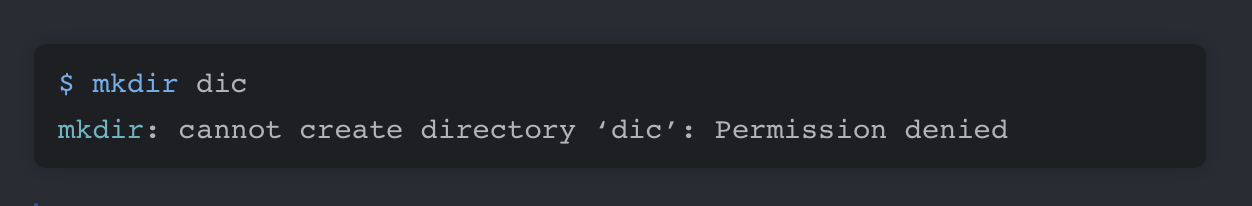 $ mkdir dic
mkdir: cannot create directory ‘dic’: Permission denied